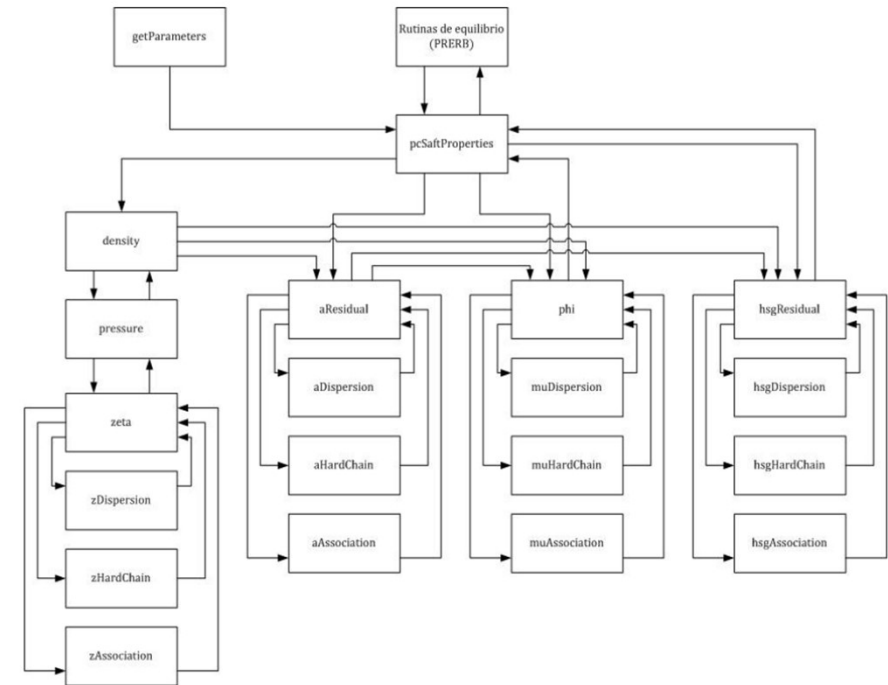 getParameters
Rutinas de equilibrio
(PRERB)
pcSaftProperties
density
pressure
zeta
zDispersion
zHardChain
zAssociation
aResidual
aDispersion
aHardChain
aAssociation
phi
muDispersion
muHardChain
muAssociation
hsgResidual
hsgDispersion
hsgHardChain
hsgAssociation